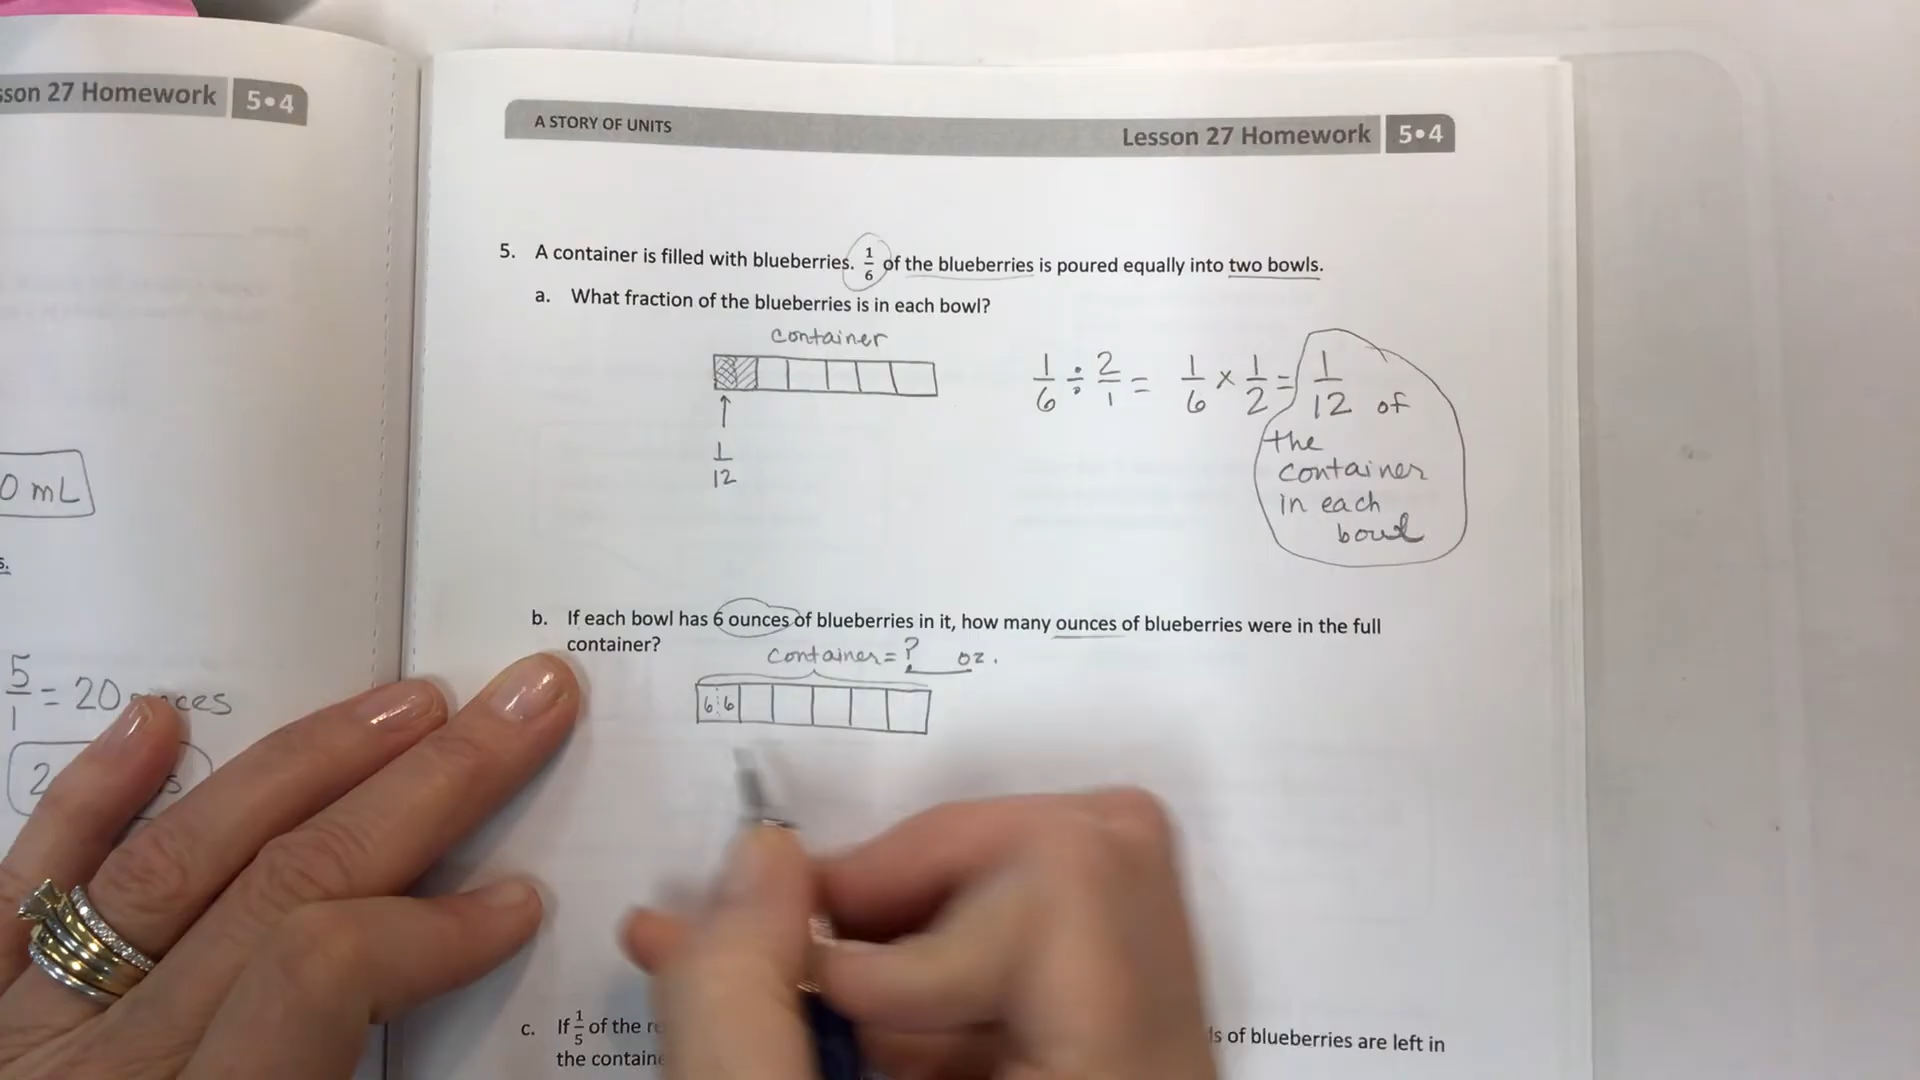 sson 27 Homework 5•4
0 mL
s.
5/1 = 20
2
s
A STORY OF UNITS
Lesson 27 Homework 5•4
5. A container is filled with blueberries. 1/6 of the blueberries is poured equally into two bowls.
a. What fraction of the blueberries is in each bowl?
container
1/12
1/6 ÷ 2/1 = 1/6 x 1/2 = 1/12 of
the
container
in each
bowl
b. If each bowl has 6 ounces of blueberries in it, how many ounces of blueberries were in the full
container?
container = ? oz.
6 6
c. If 1/5 of the
of blueberries are left in
the